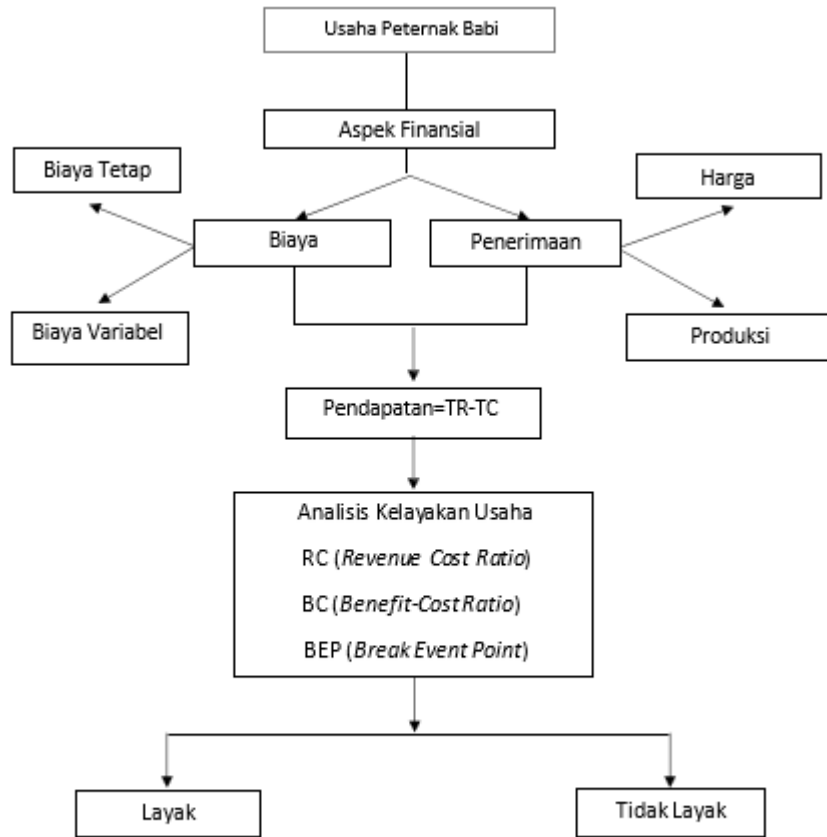 Usaha Peternak Babi
Aspek Finansial
Biaya Tetap
Harga
Biaya
Penerimaan
Biaya Variabel
Produksi
Pendapatan=TR-TC
Analisis Kelayakan Usaha
RC (Revenue Cost Ratio)
BC (Benefit-Cost Ratio)
BEP (Break Event Point)
Layak
Tidak Layak